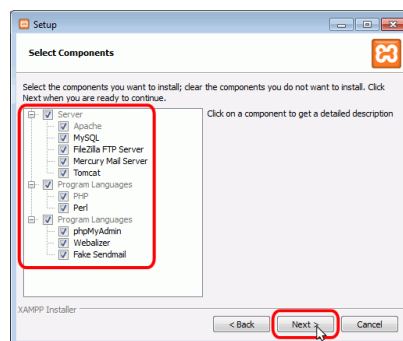 Setup
Select Components
Select the components you want to install; clear the components you do not want to install. Click
Next when you are ready to continue.
Server
Apache
MySQL
FileZilla FTP Server
Mercury Mail Server
Tomcat
Program Languages
PHP
Perl
Program Languages
phpMyAdmin
Webalizer
Fake Sendmail
Click on a component to get a detailed description
XAMPP Installer
< Back
Next >
Cancel